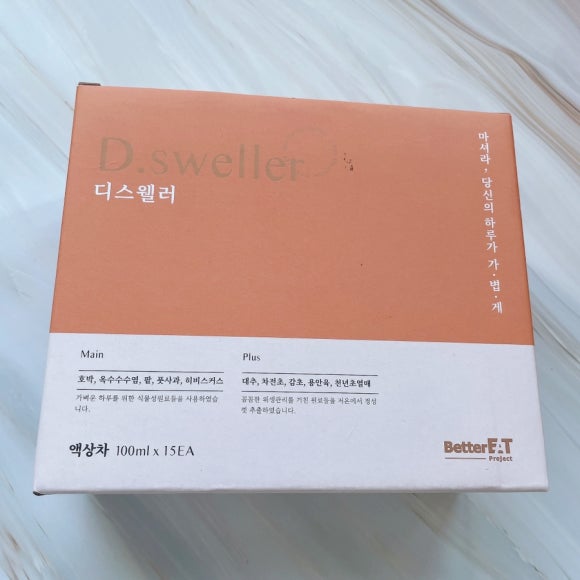 D.sweller
디스웰러
마셔라, 당신의 하루가 가·볍·게
Main
호박, 옥수수수염, 팥, 풋사과, 히비스커스
가벼운 하루를 위한 식물성원료들을 사용하였습
니다.
Plus
대추, 차전초, 감초, 용안육, 천년초열매
꼼꼼한 위생관리를 거친 원료들을 저온에서 정성
껏 추출하였습니다.
액상차 100ml x 15EA
BetterEAT
Project